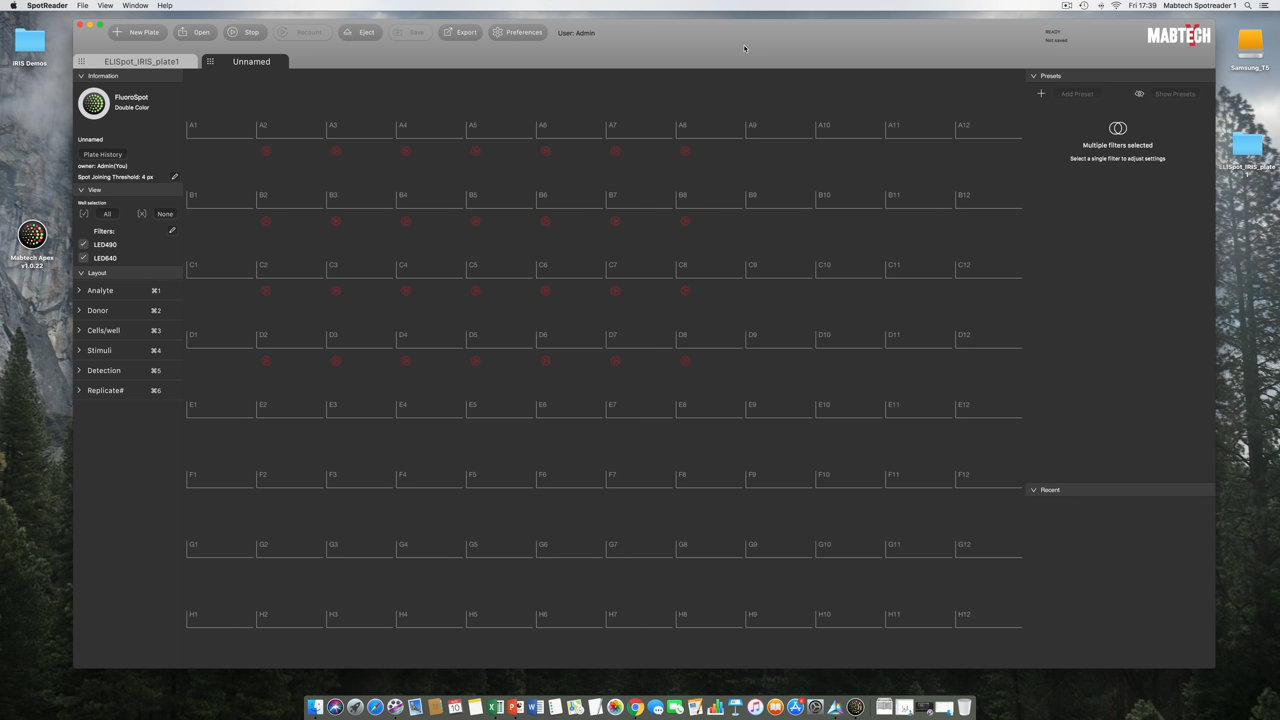 SpotReader File View Window Help
Fri 17:39 Mabtech Spotreader 1
New Plate Open Stop Recount Eject Save Export Preferences User: Admin
READY
Not saved
MABTECH
ELISpot_IRIS_plate1 Unnamed
Information
FluoroSpot
Double Color
Unnamed
Plate History
owner: Admin(You)
Spot Joining Threshold: 4 px
View
Well selection
All None
Filters:
LED490
LED640
Layout
Analyte ⌘1
Donor ⌘2
Cells/well ⌘3
Stimuli ⌘4
Detection ⌘5
Replicate# ⌘6
A1 A2 A3 A4 A5 A6 A7 A8 A9 A10 A11 A12
B1 B2 B3 B4 B5 B6 B7 B8 B9 B10 B11 B12
C1 C2 C3 C4 C5 C6 C7 C8 C9 C10 C11 C12
D1 D2 D3 D4 D5 D6 D7 D8 D9 D10 D11 D12
E1 E2 E3 E4 E5 E6 E7 E8 E9 E10 E11 E12
F1 F2 F3 F4 F5 F6 F7 F8 F9 F10 F11 F12
G1 G2 G3 G4 G5 G6 G7 G8 G9 G10 G11 G12
H1 H2 H3 H4 H5 H6 H7 H8 H9 H10 H11 H12
Presets
Add Preset Show Presets
Multiple filters selected
Select a single filter to adjust settings
Recent
IRIS Demos
Mabtech Apex
v1.0.22
Samsung_T5
ELISpot_IRIS_plate
1